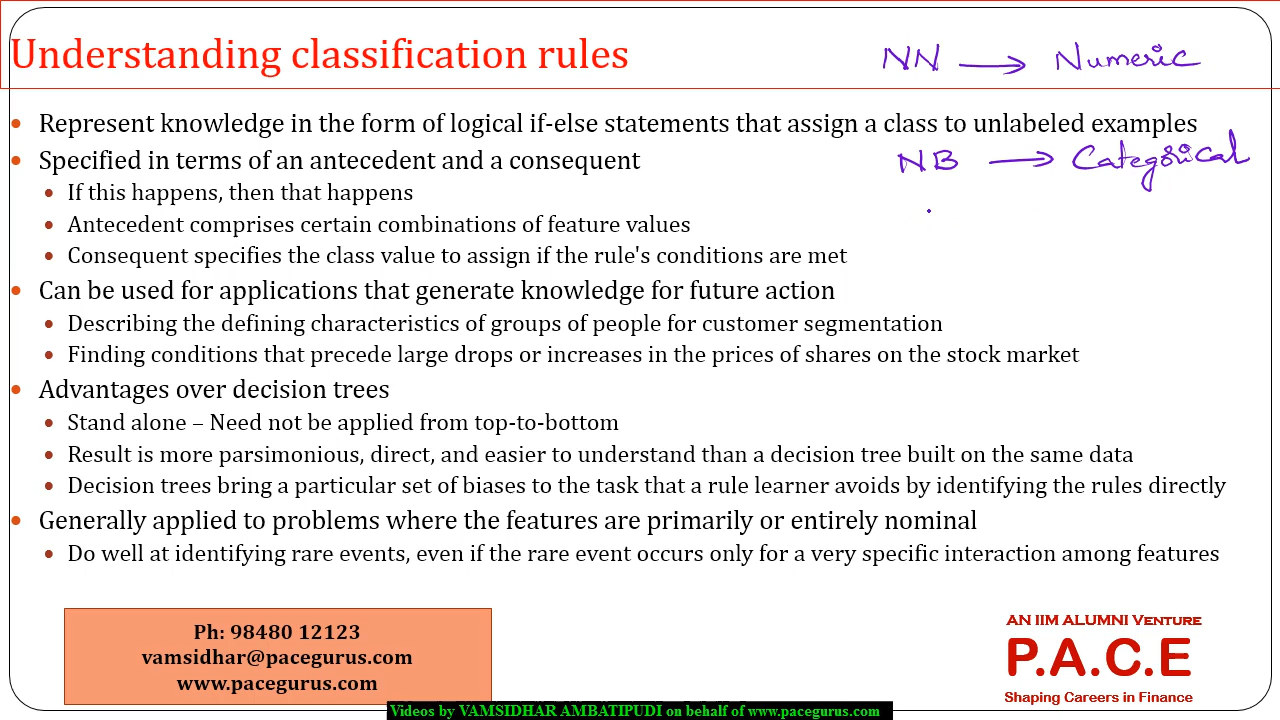 Understanding classification rules
NN → Numeric
• Represent knowledge in the form of logical if-else statements that assign a class to unlabeled examples
• Specified in terms of an antecedent and a consequent
NB → Categorical
• If this happens, then that happens
• Antecedent comprises certain combinations of feature values
• Consequent specifies the class value to assign if the rule's conditions are met
• Can be used for applications that generate knowledge for future action
• Describing the defining characteristics of groups of people for customer segmentation
• Finding conditions that precede large drops or increases in the prices of shares on the stock market
• Advantages over decision trees
• Stand alone – Need not be applied from top-to-bottom
• Result is more parsimonious, direct, and easier to understand than a decision tree built on the same data
• Decision trees bring a particular set of biases to the task that a rule learner avoids by identifying the rules directly
• Generally applied to problems where the features are primarily or entirely nominal
• Do well at identifying rare events, even if the rare event occurs only for a very specific interaction among features
Ph: 98480 12123
vamsidhar@pacegurus.com
www.pacegurus.com
AN IIM ALUMNI VENTURE
P.A.C.E
Shaping Careers in Finance
Videos by VAMSIDHAR AMBATIPUDI on behalf of www.pacegurus.com